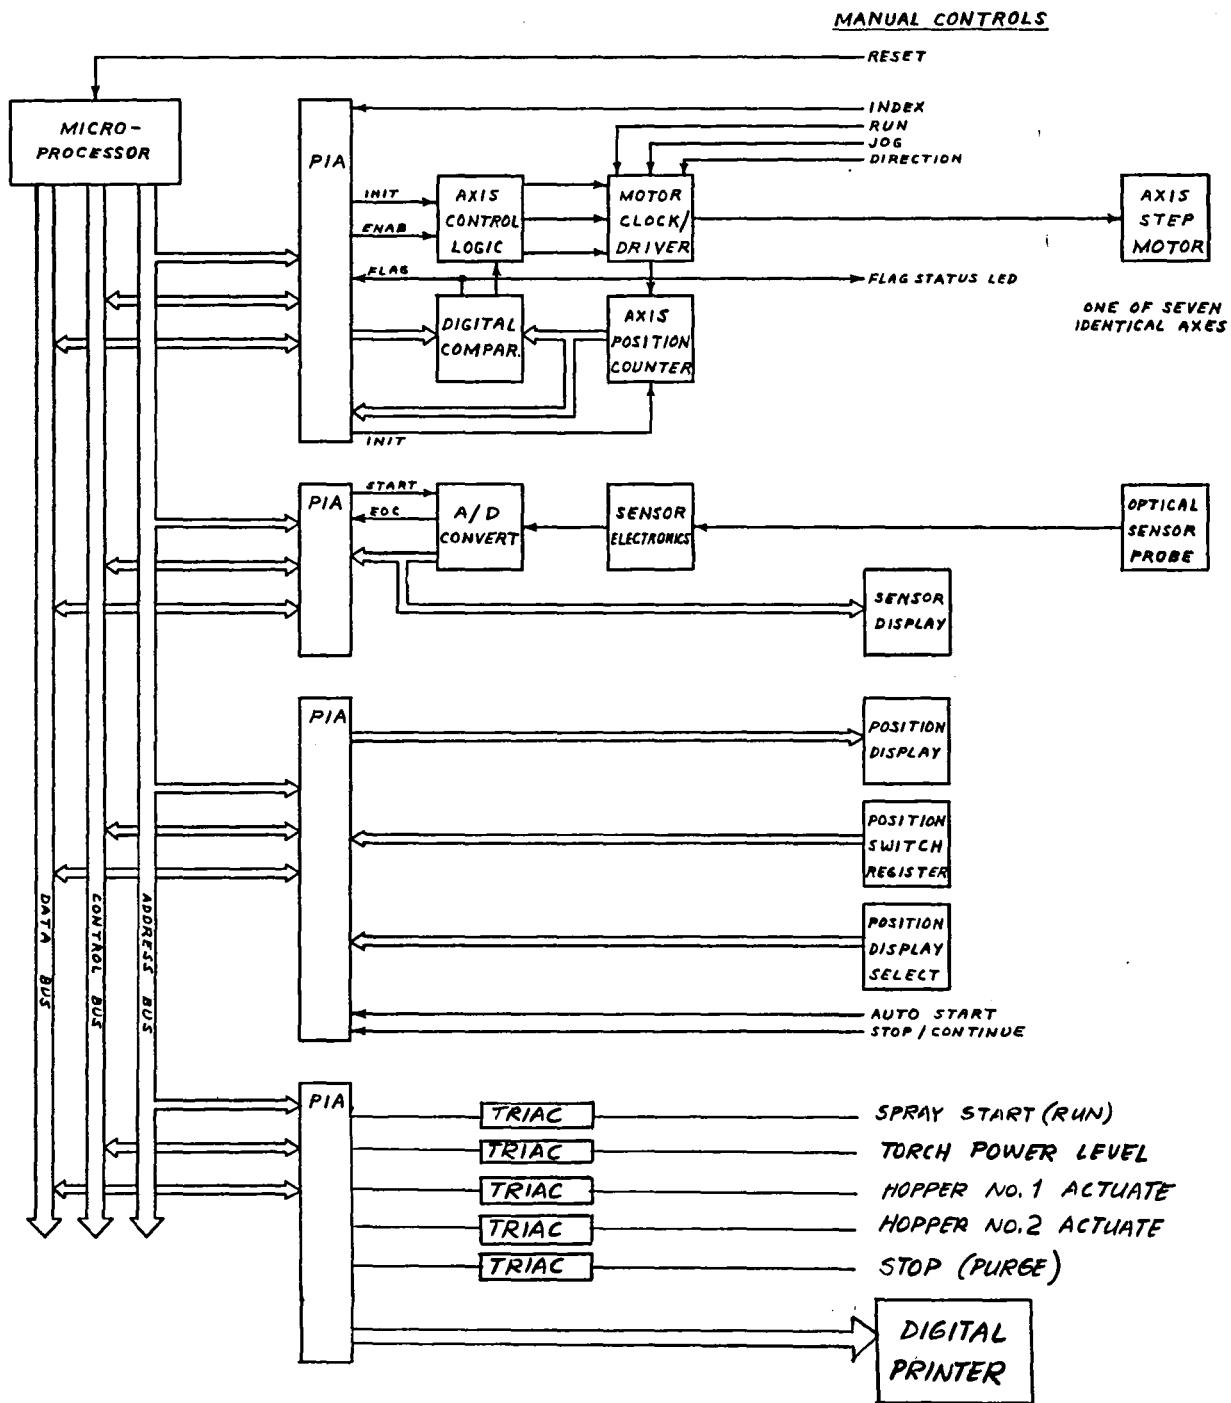 MANUAL CONTROLS
RESET
MICRO-
PROCESSOR
PIA
INDEX
RUN
JOG
DIRECTION
INIT
ENAB
FLAG
AXIS
CONTROL
LOGIC
MOTOR
CLOCK/
DRIVER
AXIS
STEP
MOTOR
FLAG STATUS LED
DIGITAL
COMPAR.
AXIS
POSITION
COUNTER
ONE OF SEVEN
IDENTICAL AXES
INIT
PIA
START
EOC
A/D
CONVERT
SENSOR
ELECTRONICS
OPTICAL
SENSOR
PROBE
SENSOR
DISPLAY
PIA
POSITION
DISPLAY
POSITION
SWITCH
REGISTER
POSITION
DISPLAY
SELECT
DATA BUS
CONTROL BUS
ADDRESS BUS
AUTO START
STOP/CONTINUE
PIA
TRIAC
SPRAY START (RUN)
TRIAC
TORCH POWER LEVEL
TRIAC
HOPPER NO. 1 ACTUATE
TRIAC
HOPPER NO. 2 ACTUATE
TRIAC
STOP (PURGE)
DIGITAL
PRINTER